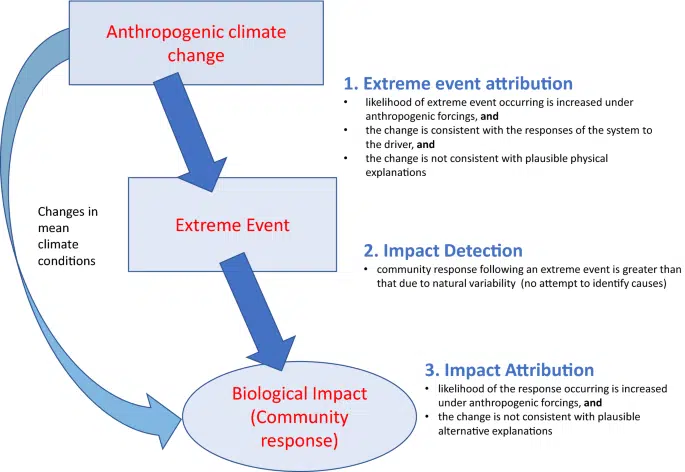 Anthropogenic climate
change
1. Extreme event attribution
• likelihood of extreme event occurring is increased under
anthropogenic forcings, and
• the change is consistent with the responses of the system to
the driver, and
• the change is not consistent with plausible physical
explanations
Changes in
mean
climate
conditions
Extreme Event
2. Impact Detection
• community response following an extreme event is greater than
that due to natural variability (no attempt to identify causes)
3. Impact Attribution
• likelihood of the response occurring is increased
under anthropogenic forcings, and
• the change is not consistent with plausible
alternative explanations
Biological Impact
(Community
response)